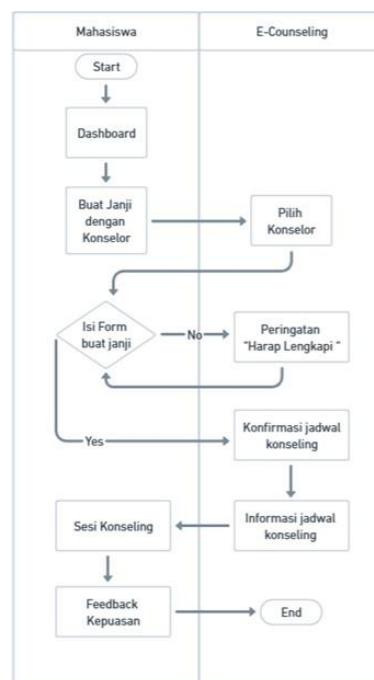 Mahasiswa
E-Counseling
Start
Dashboard
Buat Janji
dengan
Konselor
Pilih
Konselor
Isi Form
buat janji
No
Peringatan
"Harap Lengkapi "
Yes
Konfirmasi jadwal
konseling
Sesi Konseling
Informasi jadwal
konseling
Feedback
Kepuasan
End